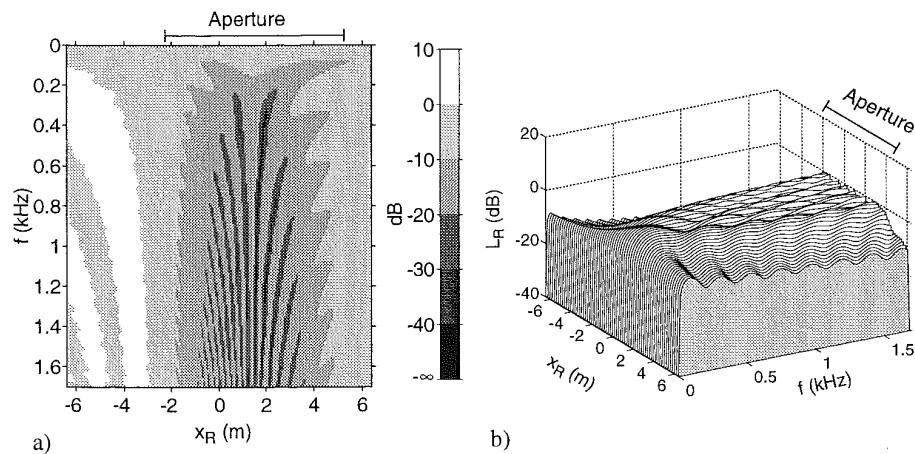 Aperture
0
0.2
0.4
0.6
0.8
1
1.2
1.4
1.6
f (kHz)
-6 -4 -2 0 2 4 6
x_R (m)
a)
10
0
-10
-20
-30
-40
-∞
dB
Aperture
20
0
-20
-40
L_R (dB)
-6
-4
-2
0
2
4
6
x_R (m)
0 0.5 1 1.5
f (kHz)
b)